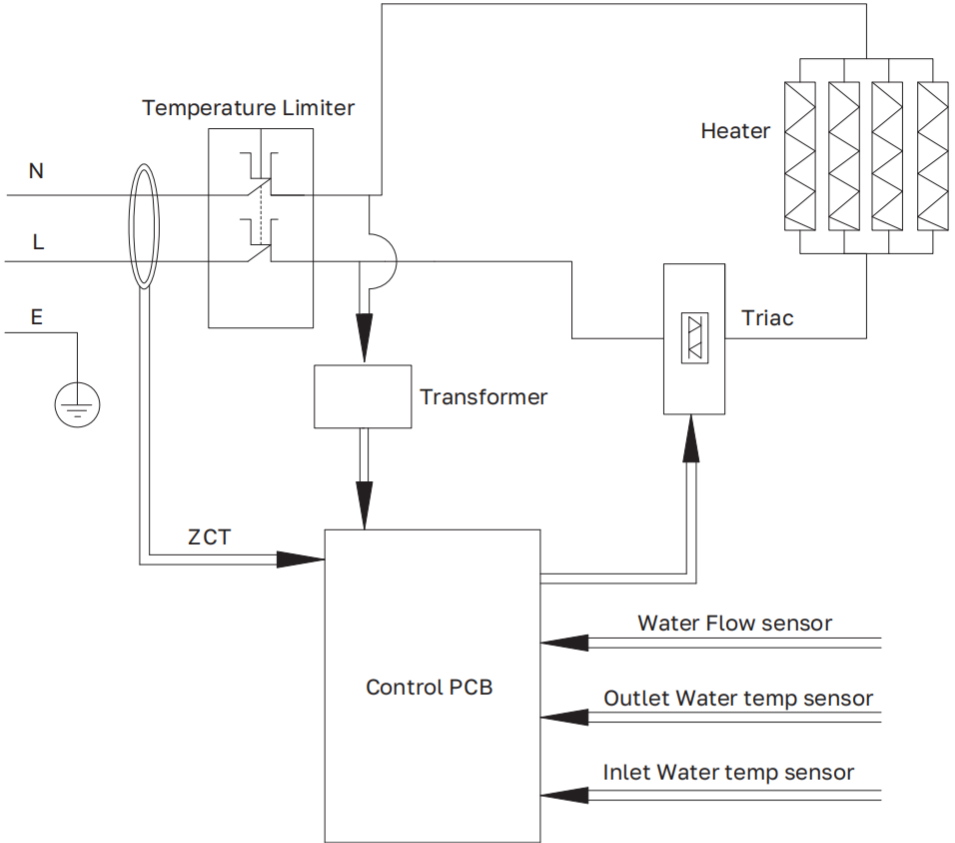 Temperature Limiter
Heater
N
L
E
Triac
Transformer
ZCT
Water Flow sensor
Control PCB
Outlet Water temp sensor
Inlet Water temp sensor